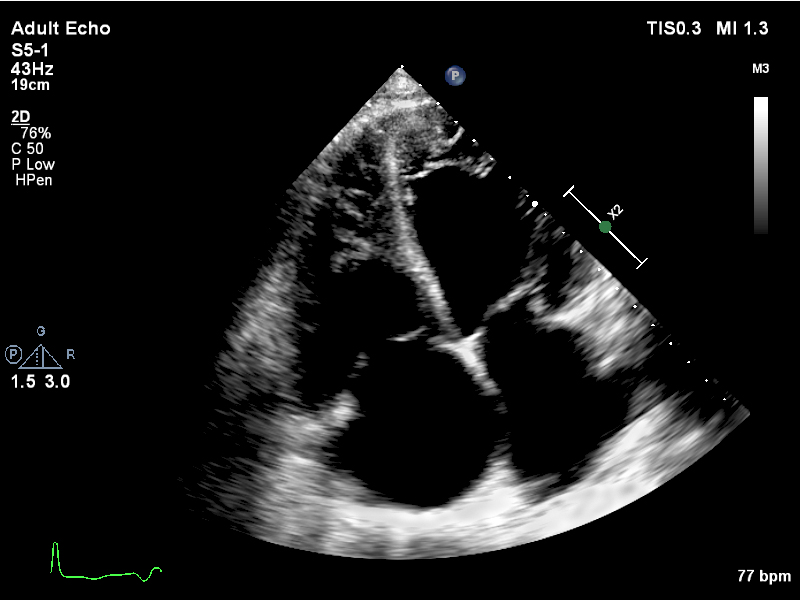 Adult Echo
TIS0.3 MI 1.3
S5-1
43Hz
19cm
M3
2D
76%
C 50
P Low
HPen
P
X2
G
P R
1.5 3.0
77 bpm